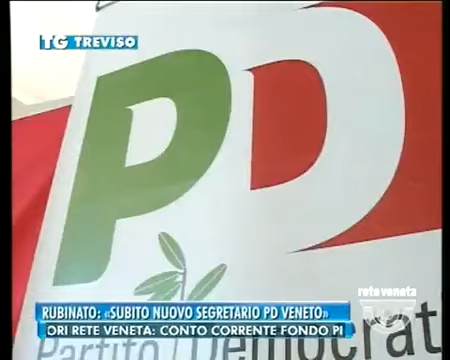 TG TREVISO
PD
rete veneta
RUBINATO: «SUBITO NUOVO SEGRETARIO PD VENETO»
ORI RETE VENETA: CONTO CORRENTE FONDO PI
Partito Democrat